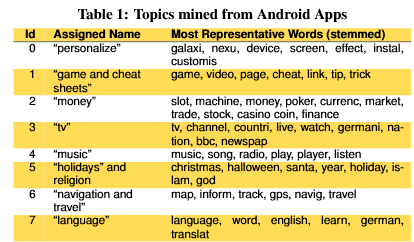 Table 1: Topics mined from Android Apps
Id Assigned Name Most Representative Words (stemmed)
0 "personalize" galaxi, nexu, device, screen, effect, instal,
customis
1 "game and cheat game, video, page, cheat, link, tip, trick
sheets"
2 "money" slot, machine, money, poker, currenc, market,
trade, stock, casino coin, finance
3 "tv" tv, channel, countri, live, watch, germani, na-
tion, bbc, newspap
4 "music" music, song, radio, play, player, listen
5 "holidays" and christmas, halloween, santa, year, holiday, is-
religion lam, god
6 "navigation and map, inform, track, gps, navig, travel
travel"
7 "language" language, word, english, learn, german,
translat